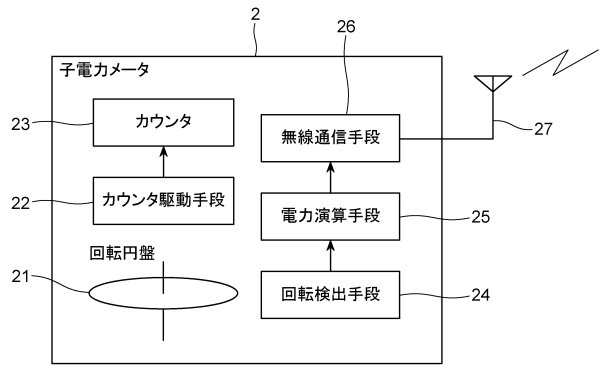 2
26
子電力メータ
23
カウンタ
無線通信手段
27
22
カウンタ駆動手段
電力演算手段
25
回転円盤
21
回転検出手段
24